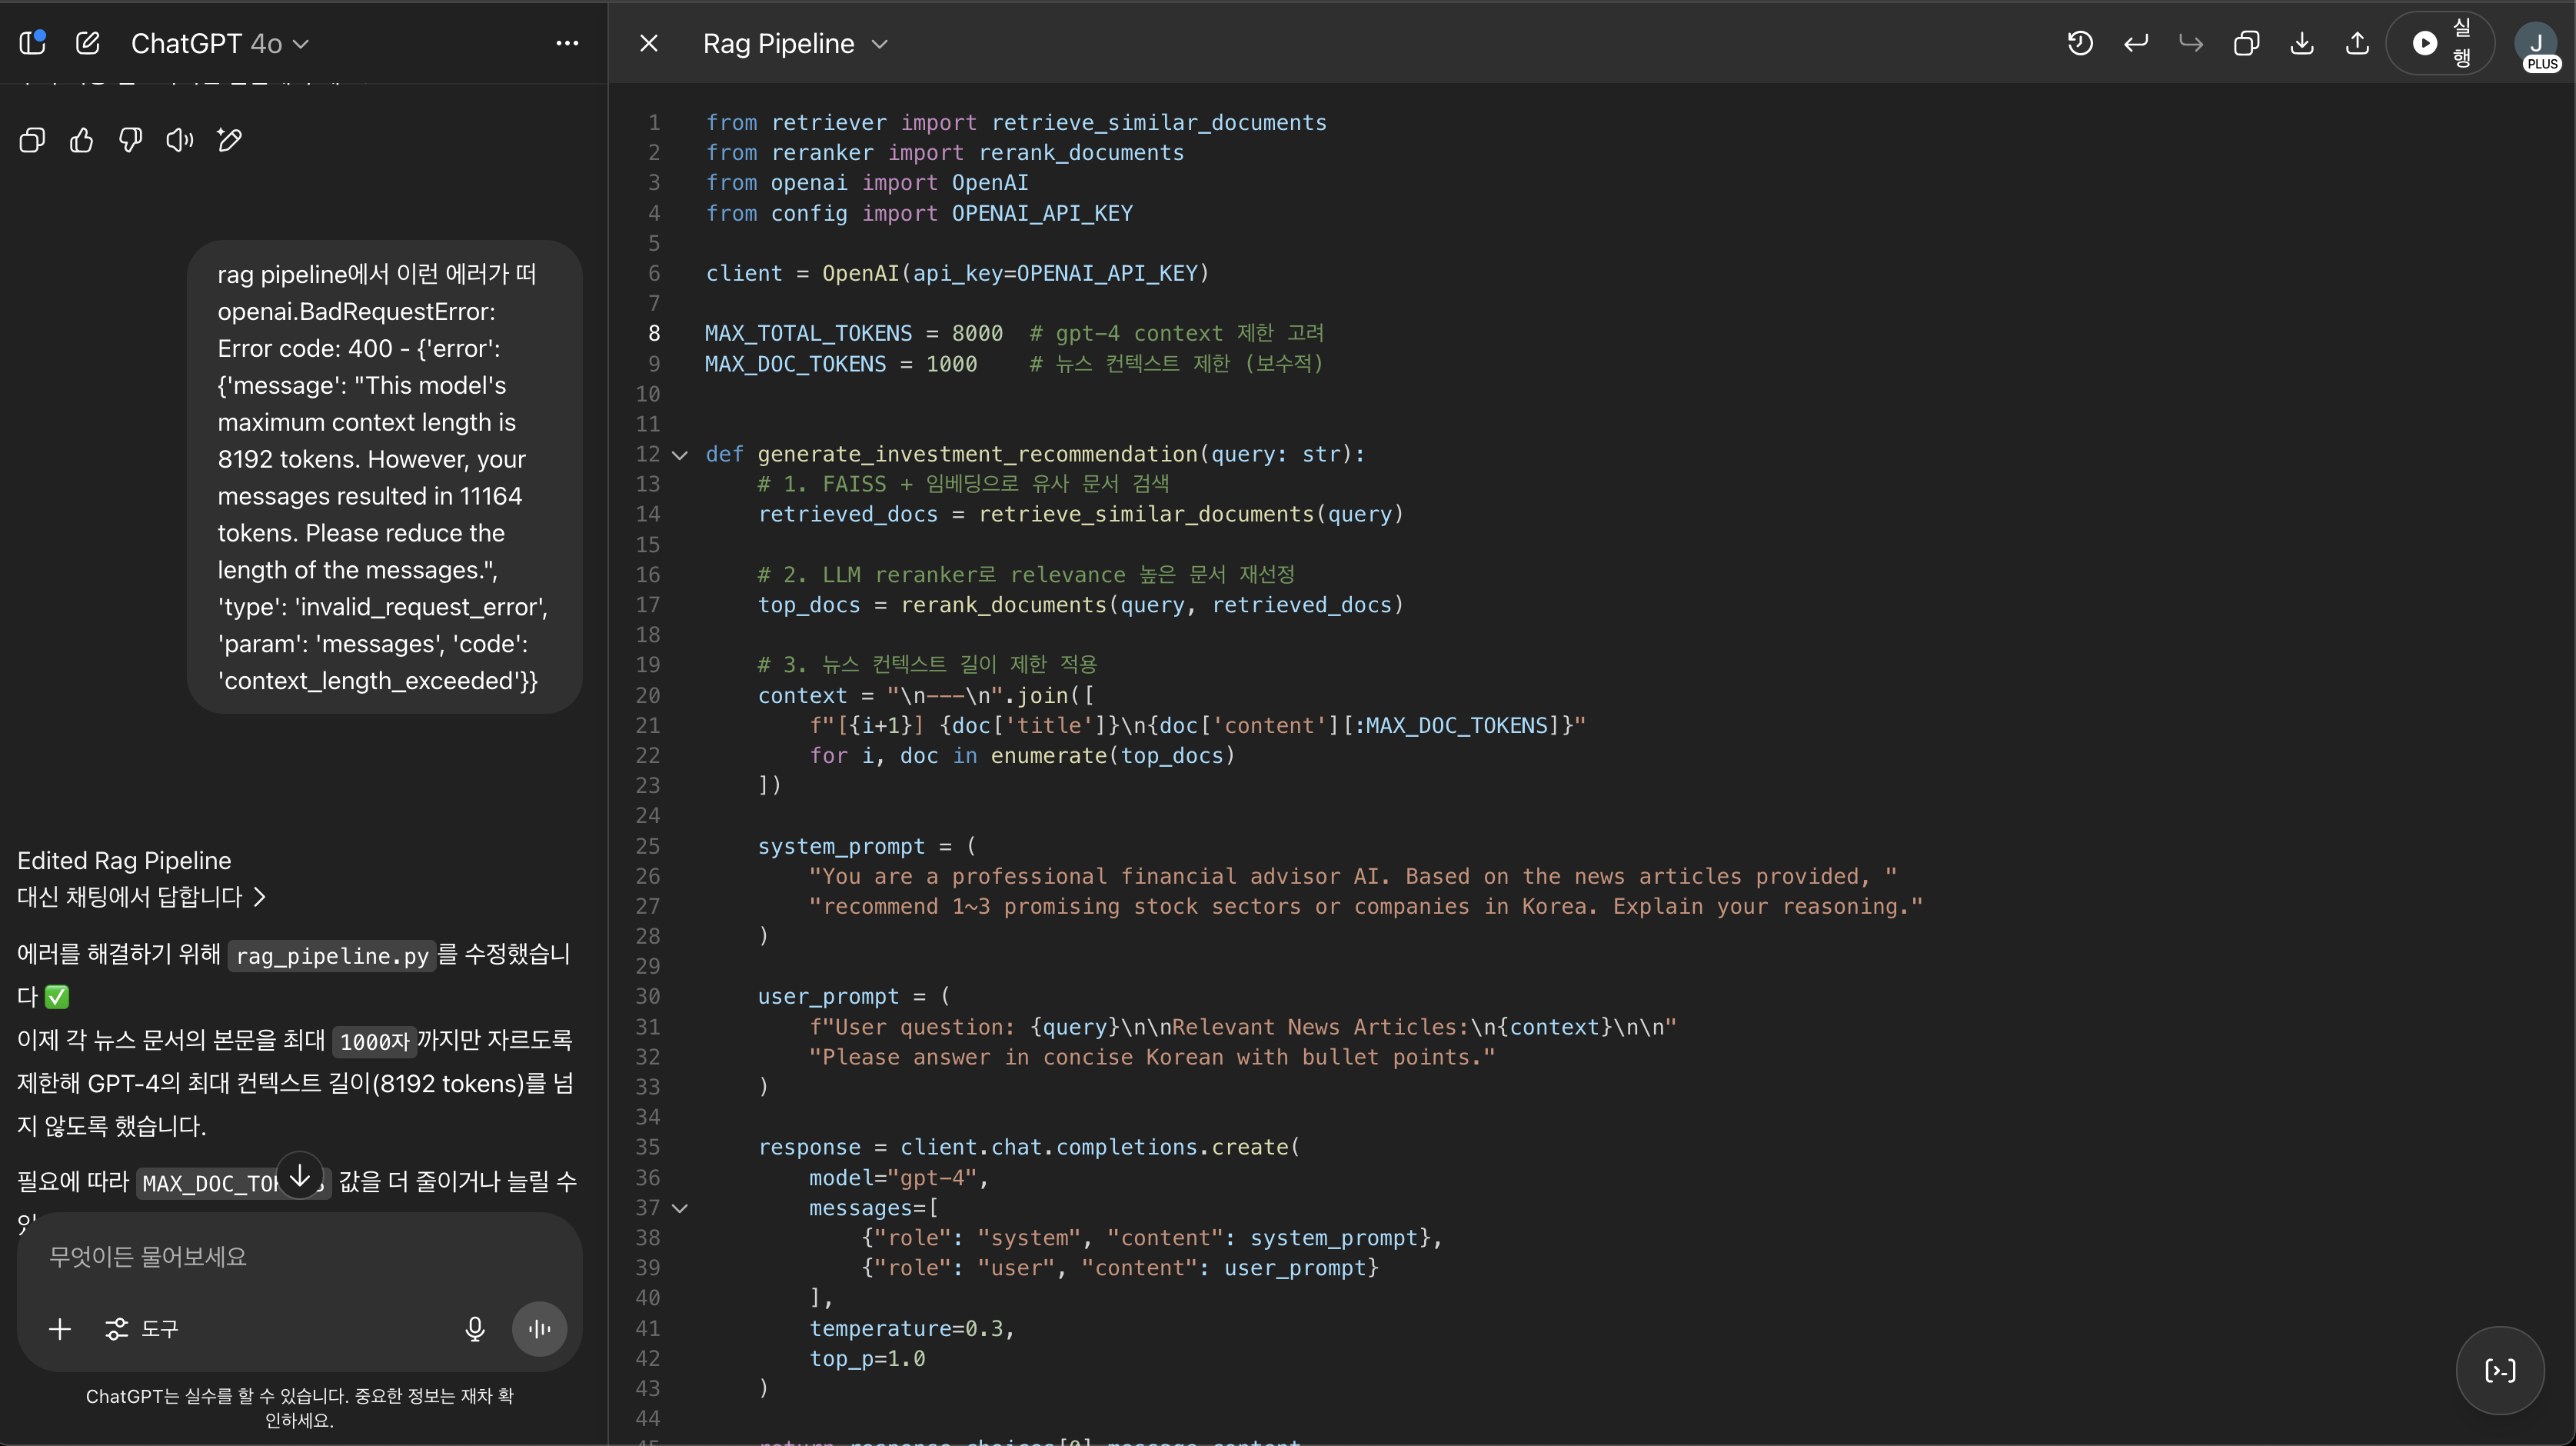 ChatGPT 4o
rag pipeline에서 이런 에러가 떠
openai.BadRequestError:
Error code: 400 - {'error':
{'message': "This model's
maximum context length is
8192 tokens. However, your
messages resulted in 11164
tokens. Please reduce the
length of the messages.",
'type': 'invalid_request_error',
'param': 'messages', 'code':
'context_length_exceeded'}}
Edited Rag Pipeline
대신 채팅에서 답합니다
에러를 해결하기 위해 rag_pipeline.py를 수정했습니
다 ✅
이제 각 뉴스 문서의 본문을 최대 1000자까지만 자르도록
제한해 GPT-4의 최대 컨텍스트 길이(8192 tokens)를 넘
지 않도록 했습니다.
필요에 따라 값을 더 줄이거나 늘릴 수
무엇이든 물어보세요
도구
ChatGPT는 실수를 할 수 있습니다. 중요한 정보는 재차 확
인하세요.
Rag Pipeline
실
행
J
PLUS
1 from retriever import retrieve_similar_documents
2 from reranker import rerank_documents
3 from openai import OpenAI
4 from config import OPENAI_API_KEY
5
6 client = OpenAI(api_key=OPENAI_API_KEY)
7
8 MAX_TOTAL_TOKENS = 8000  # gpt-4 context 제한 고려
9 MAX_DOC_TOKENS = 1000    # 뉴스 컨텍스트 제한 (보수적)
10
11
12 def generate_investment_recommendation(query: str):
13     # 1. FAISS + 임베딩으로 유사 문서 검색
14     retrieved_docs = retrieve_similar_documents(query)
15
16     # 2. LLM reranker로 relevance 높은 문서 재선정
17     top_docs = rerank_documents(query, retrieved_docs)
18
19     # 3. 뉴스 컨텍스트 길이 제한 적용
20     context = "\n---\n".join([
21         f"[{i+1}] {doc['title']}\n{doc['content'][:MAX_DOC_TOKENS]}"
22         for i, doc in enumerate(top_docs)
23     ])
24
25     system_prompt = (
26         "You are a professional financial advisor AI. Based on the news articles provided, "
27         "recommend 1~3 promising stock sectors or companies in Korea. Explain your reasoning."
28     )
29
30     user_prompt = (
31         f"User question: {query}\n\nRelevant News Articles:\n{context}\n\n"
32         "Please answer in concise Korean with bullet points."
33     )
34
35     response = client.chat.completions.create(
36         model="gpt-4",
37         messages=[
38             {"role": "system", "content": system_prompt},
39             {"role": "user", "content": user_prompt}
40         ],
41         temperature=0.3,
42         top_p=1.0
43     )
44
45     return response.choices[0].message.content